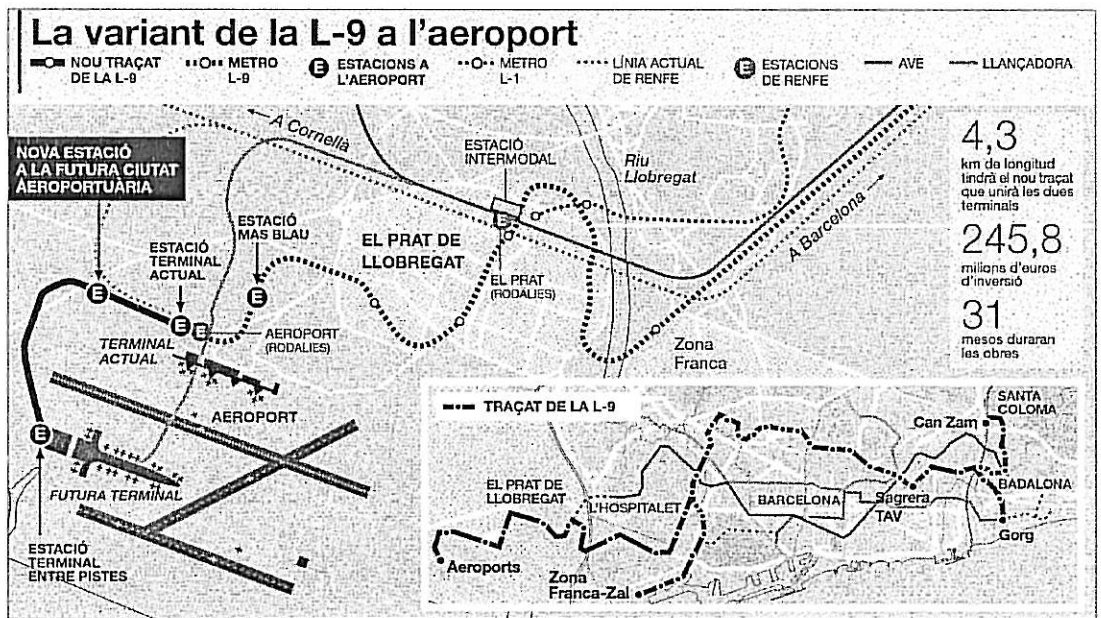 La variant de la L-9 a l'aeroport
NOU TRAÇAT
DE LA L-9
METRO
L-9
E
ESTACIONS A
L'AEROPORT
METRO
L-1
LÍNIA ACTUAL
DE RENFE
E
ESTACIONS
DE RENFE
AVE
LLANÇADORA
NOVA ESTACIÓ
A LA FUTURA CIUTAT
AEROPORTUÀRIA
A Cornellà
ESTACIÓ
INTERMODAL
Riu
Llobregat
4,3
km de longitud
tindrà el nou traçat
que unirà les dues
terminals
245,8
milions d'euros
d'inversió
31
mesos duraran
les obres
ESTACIÓ
MAS BLAU
ESTACIÓ
TERMINAL
ACTUAL
EL PRAT DE
LLOBREGAT
A Barcelona
E
EL PRAT
(RODALIES)
E
E
E
E
AEROPORT
(RODALIES)
TERMINAL
ACTUAL
Zona
Franca
AEROPORT
E
FUTURA TERMINAL
ESTACIÓ
TERMINAL
ENTRE PISTES
TRAÇAT DE LA L-9
SANTA
COLOMA
Can Zam
EL PRAT DE
LLOBREGAT
L'HOSPITALET
BARCELONA
Sagrera
TAV
BADALONA
Gorg
Aeroports
Zona
Franca-Zal